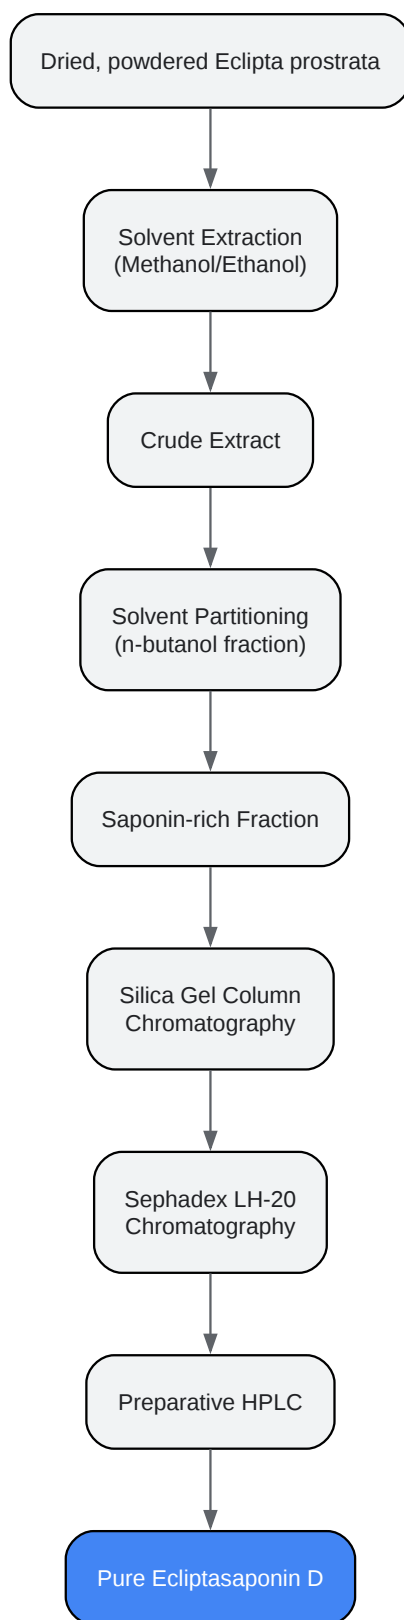 Dried, powdered Eclipta prostrata
Solvent Extraction
(Methanol/Ethanol)
Crude Extract
Solvent Partitioning
(n-butanol fraction)
Saponin-rich Fraction
Silica Gel Column
Chromatography
Sephadex LH-20
Chromatography
Preparative HPLC
Pure Ecliptasaponin D